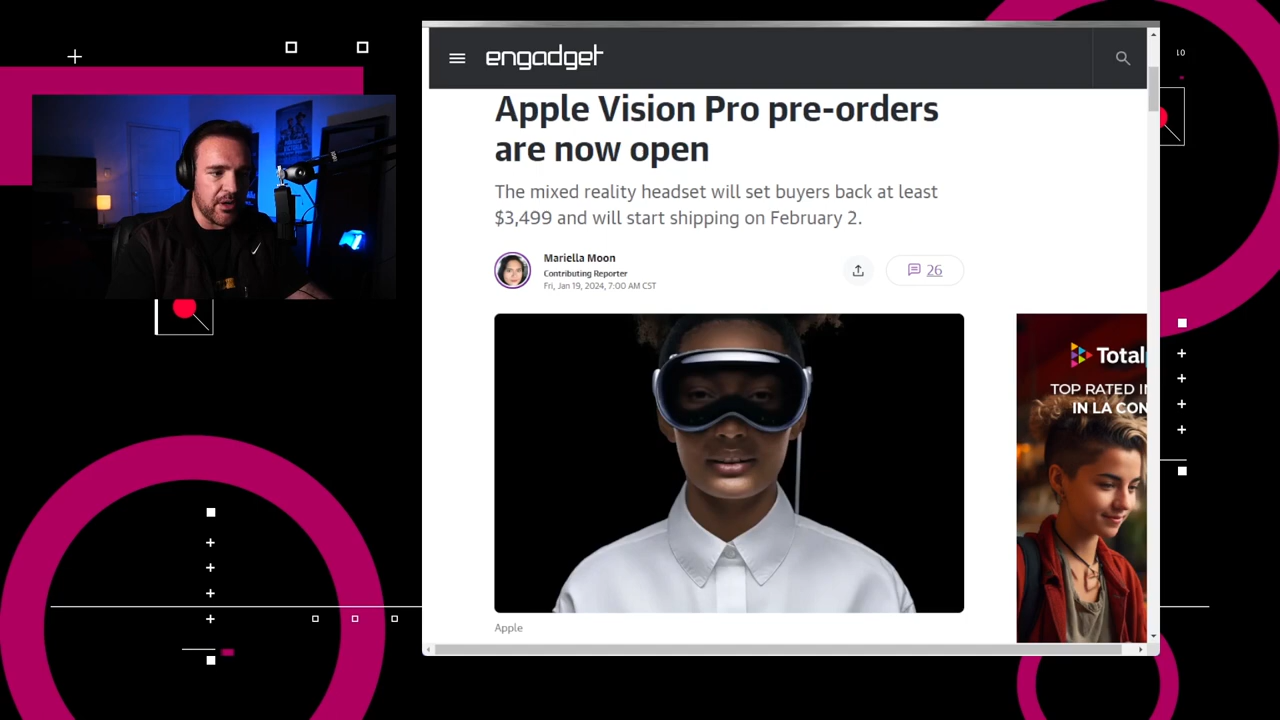 engadget
10
Apple Vision Pro pre-orders
are now open
The mixed reality headset will set buyers back at least
$3,499 and will start shipping on February 2.
Mariella Moon
Contributing Reporter
26
Fri, Jan 19, 2024, 7:00 AM CST
Total
TOP RATED I
IN LA CON
Apple